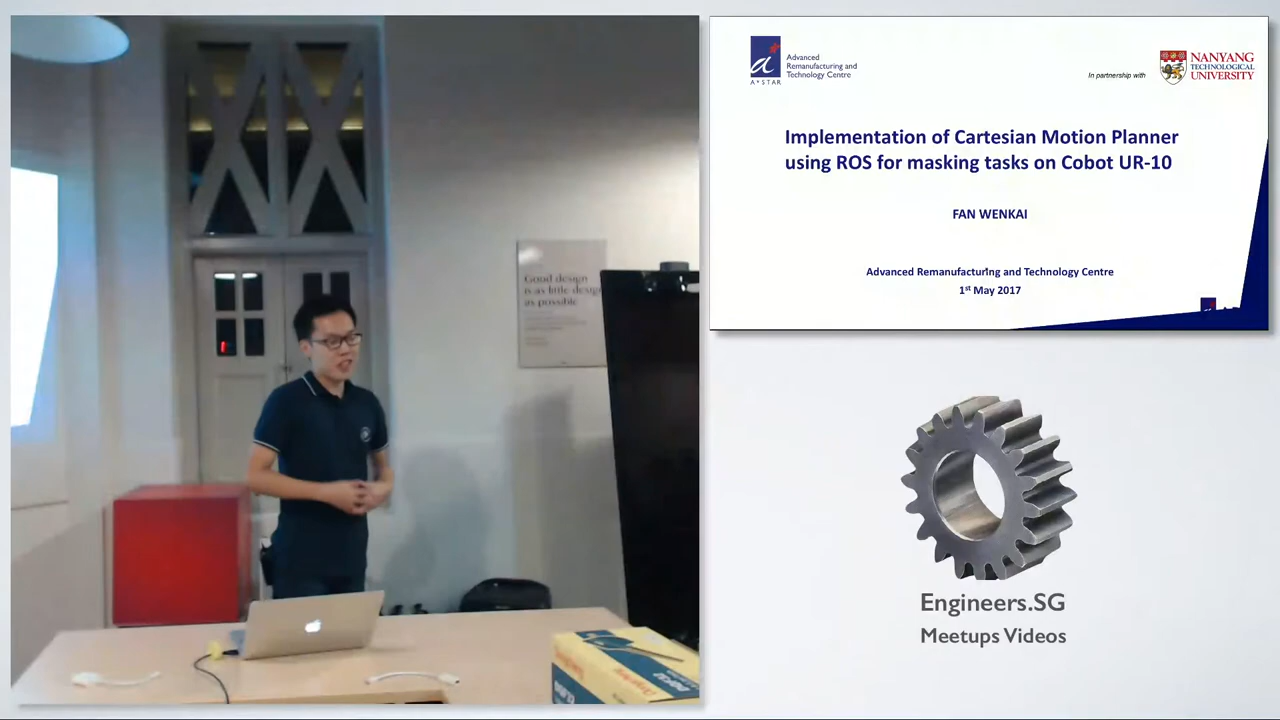 Advanced
Remanufacturing and
Technology Centre
A*STAR
In partnership with
NANYANG
TECHNOLOGICAL
UNIVERSITY
Implementation of Cartesian Motion Planner
using ROS for masking tasks on Cobot UR-10
FAN WENKAI
Advanced Remanufacturing and Technology Centre
1st May 2017
Good design
is as little design
as possible
Engineers.SG
Meetups Videos